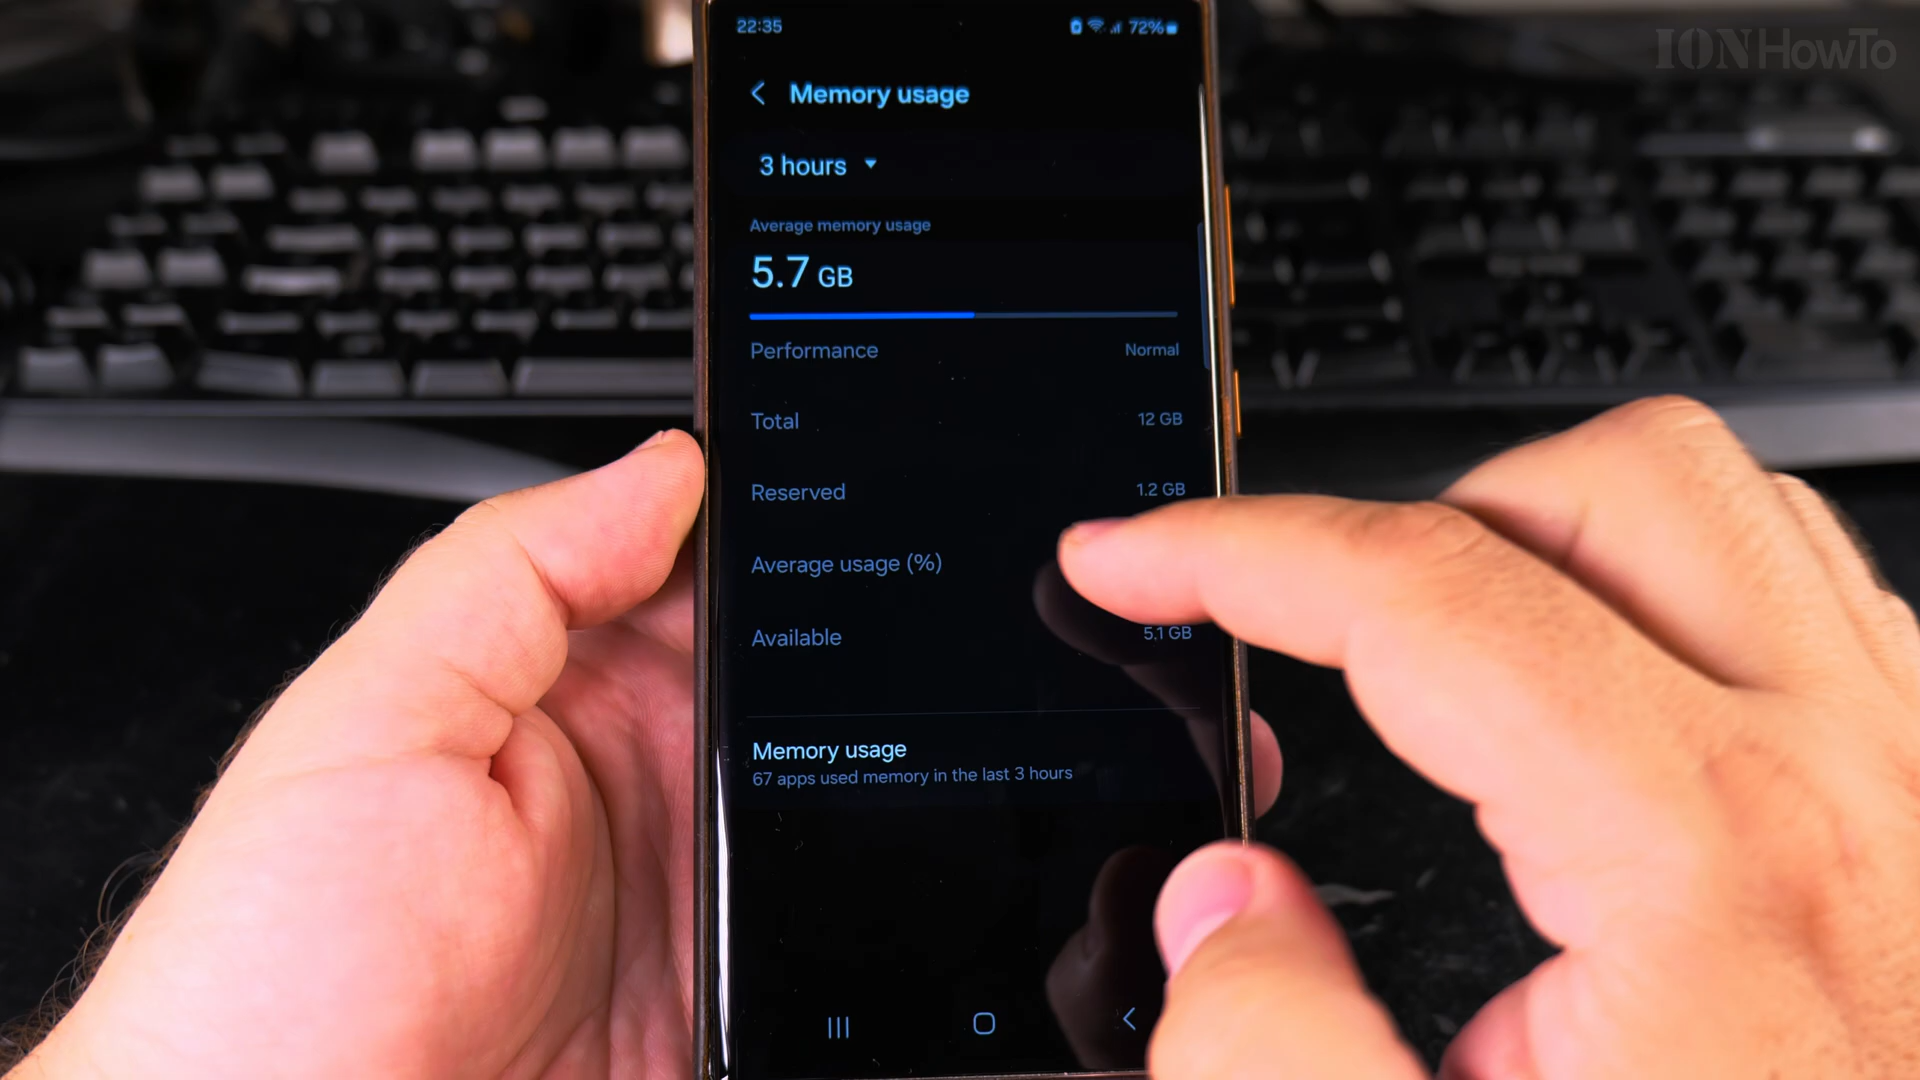 22:35
72%
IONHowTo
Memory usage
3 hours
Average memory usage
5.7 GB
Performance
Normal
Total
12 GB
Reserved
1.2 GB
Average usage (%)
Available
5.1 GB
Memory usage
67 apps used memory in the last 3 hours